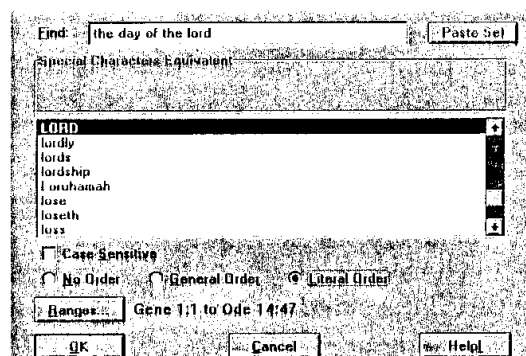 Find: the day of the lord Paste Sel
Special Characters Equivalent
LORD
lordly
lords
lordship
Loruhamah
lose
loseth
loss
Case Sensitive
No Order General Order Literal Order
Ranges... Gene 1:1 to Ode 14:47
OK Cancel Help